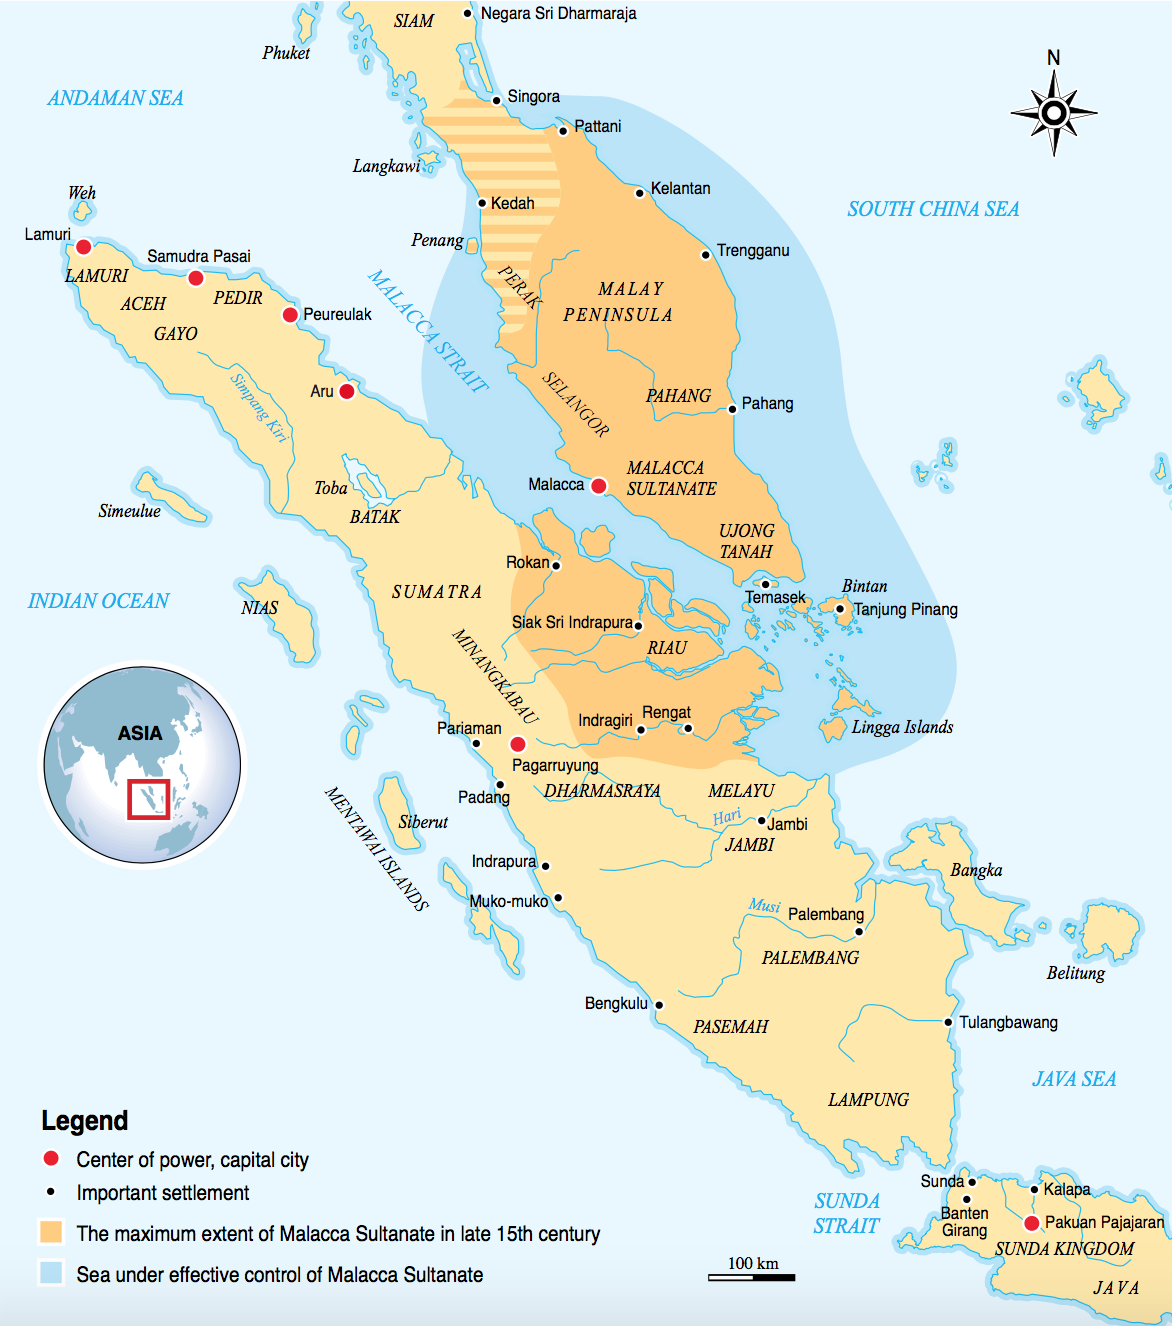 SIAM
Negara Sri Dharmaraja
Phuket
N
ANDAMAN SEA
Singora
Pattani
Langkawi
Kelantan
Weh
Kedah
SOUTH CHINA SEA
Lamuri
Penang
Trengganu
Samudra Pasai
LAMURI
PERAK
MALAY
PENINSULA
ACEH
PEDIR
Peureulak
GAYO
MALACCA STRAIT
Aru
Simpang Kiri
SELANGOR
PAHANG
Pahang
Malacca
MALACCA
SULTANATE
Toba
BATAK
Simeulue
UJONG
TANAH
Rokan
SUMATRA
Temasek
Bintan
Tanjung Pinang
INDIAN OCEAN
NIAS
Siak Sri Indrapura
RIAU
MINANGKABAU
Indragiri
Rengat
Lingga Islands
ASIA
Pariaman
Pagarruyung
Padang
DHARMASRAYA
MELAYU
MENTAWAI ISLANDS
Siberut
Hari
Jambi
JAMBI
Indrapura
Bangka
Muko-muko
Musi
Palembang
PALEMBANG
Belitung
Bengkulu
PASEMAH
Tulangbawang
JAVA SEA
LAMPUNG
Legend
Center of power, capital city
Important settlement
The maximum extent of Malacca Sultanate in late 15th century
Sea under effective control of Malacca Sultanate
100 km
SUNDA
STRAIT
Sunda
Kalapa
Banten
Girang
Pakuan Pajajaran
SUNDA KINGDOM
JAVA